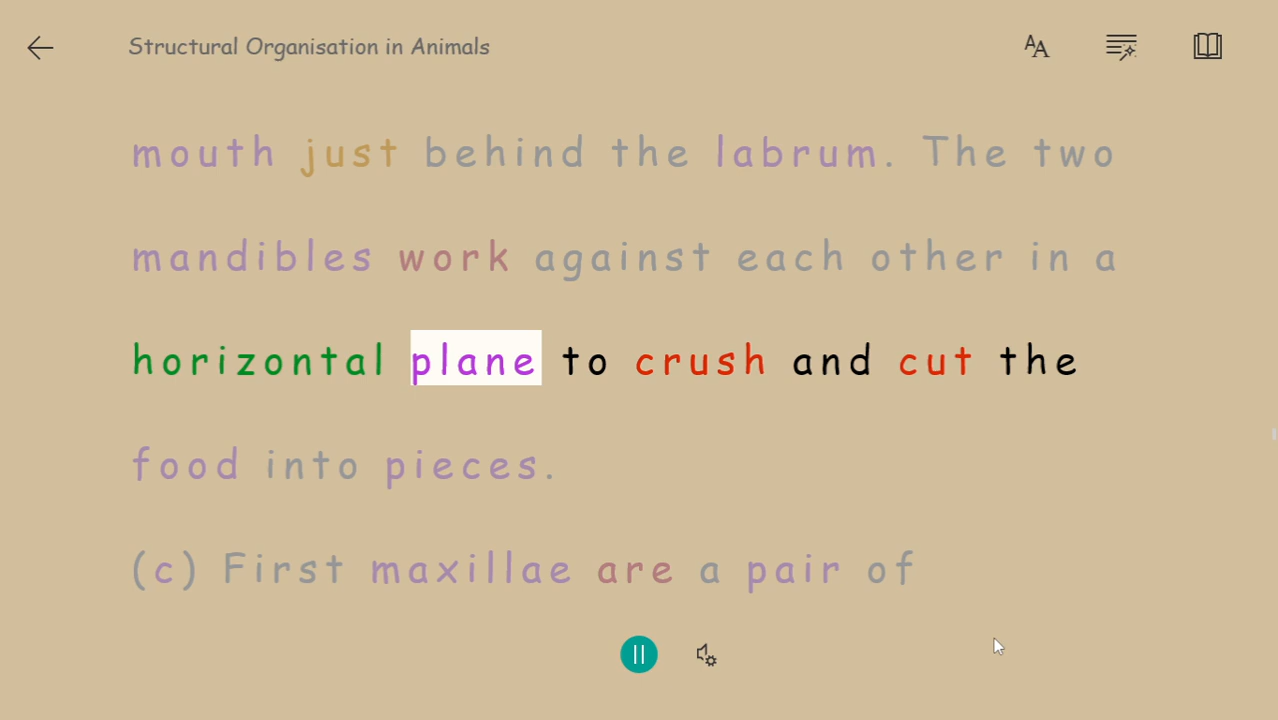 Structural Organisation in Animals
AA
mouth just behind the labrum. The two
mandibles work against each other in a
horizontal plane to crush and cut the
food into pieces.
(c) First maxillae are a pair of